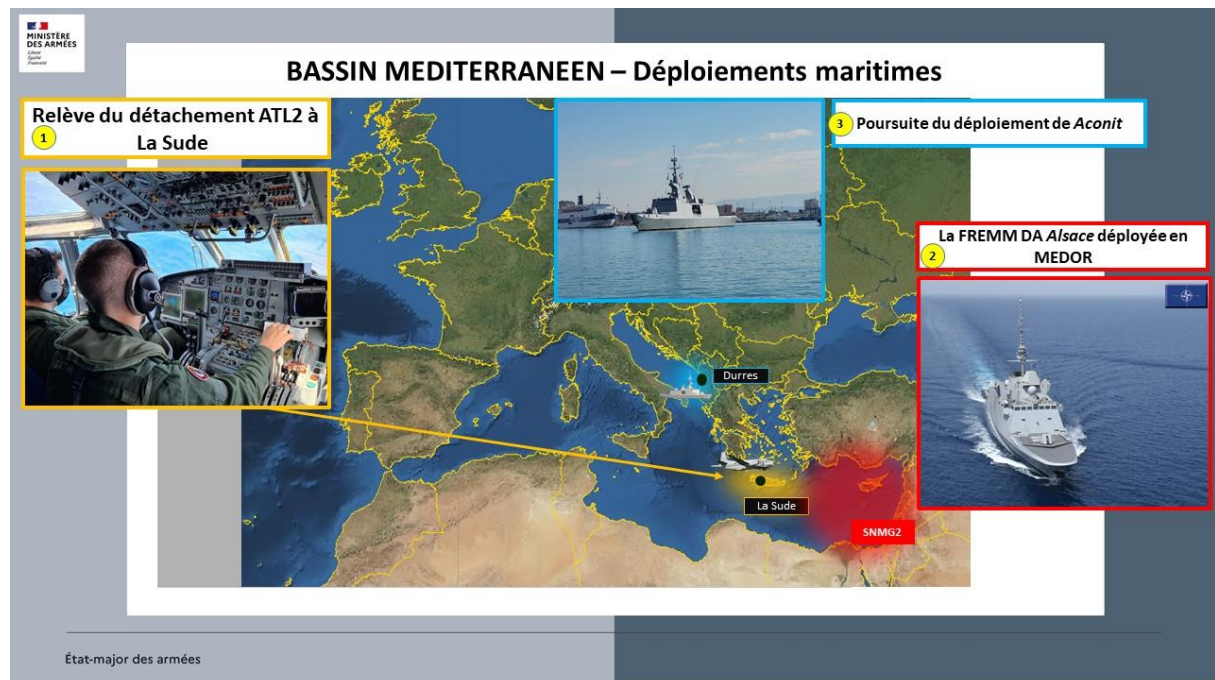 MINISTÈRE
DES ARMÉES
Liberté
Égalité
Fraternité
BASSIN MEDITERRANEEN – Déploiements maritimes
Relève du détachement ATL2 à
1
La Sude
3 Poursuite du déploiement de Aconit
La FREMM DA Alsace déployée en
2
MEDOR
Durres
La Sude
SNMG2
État-major des armées